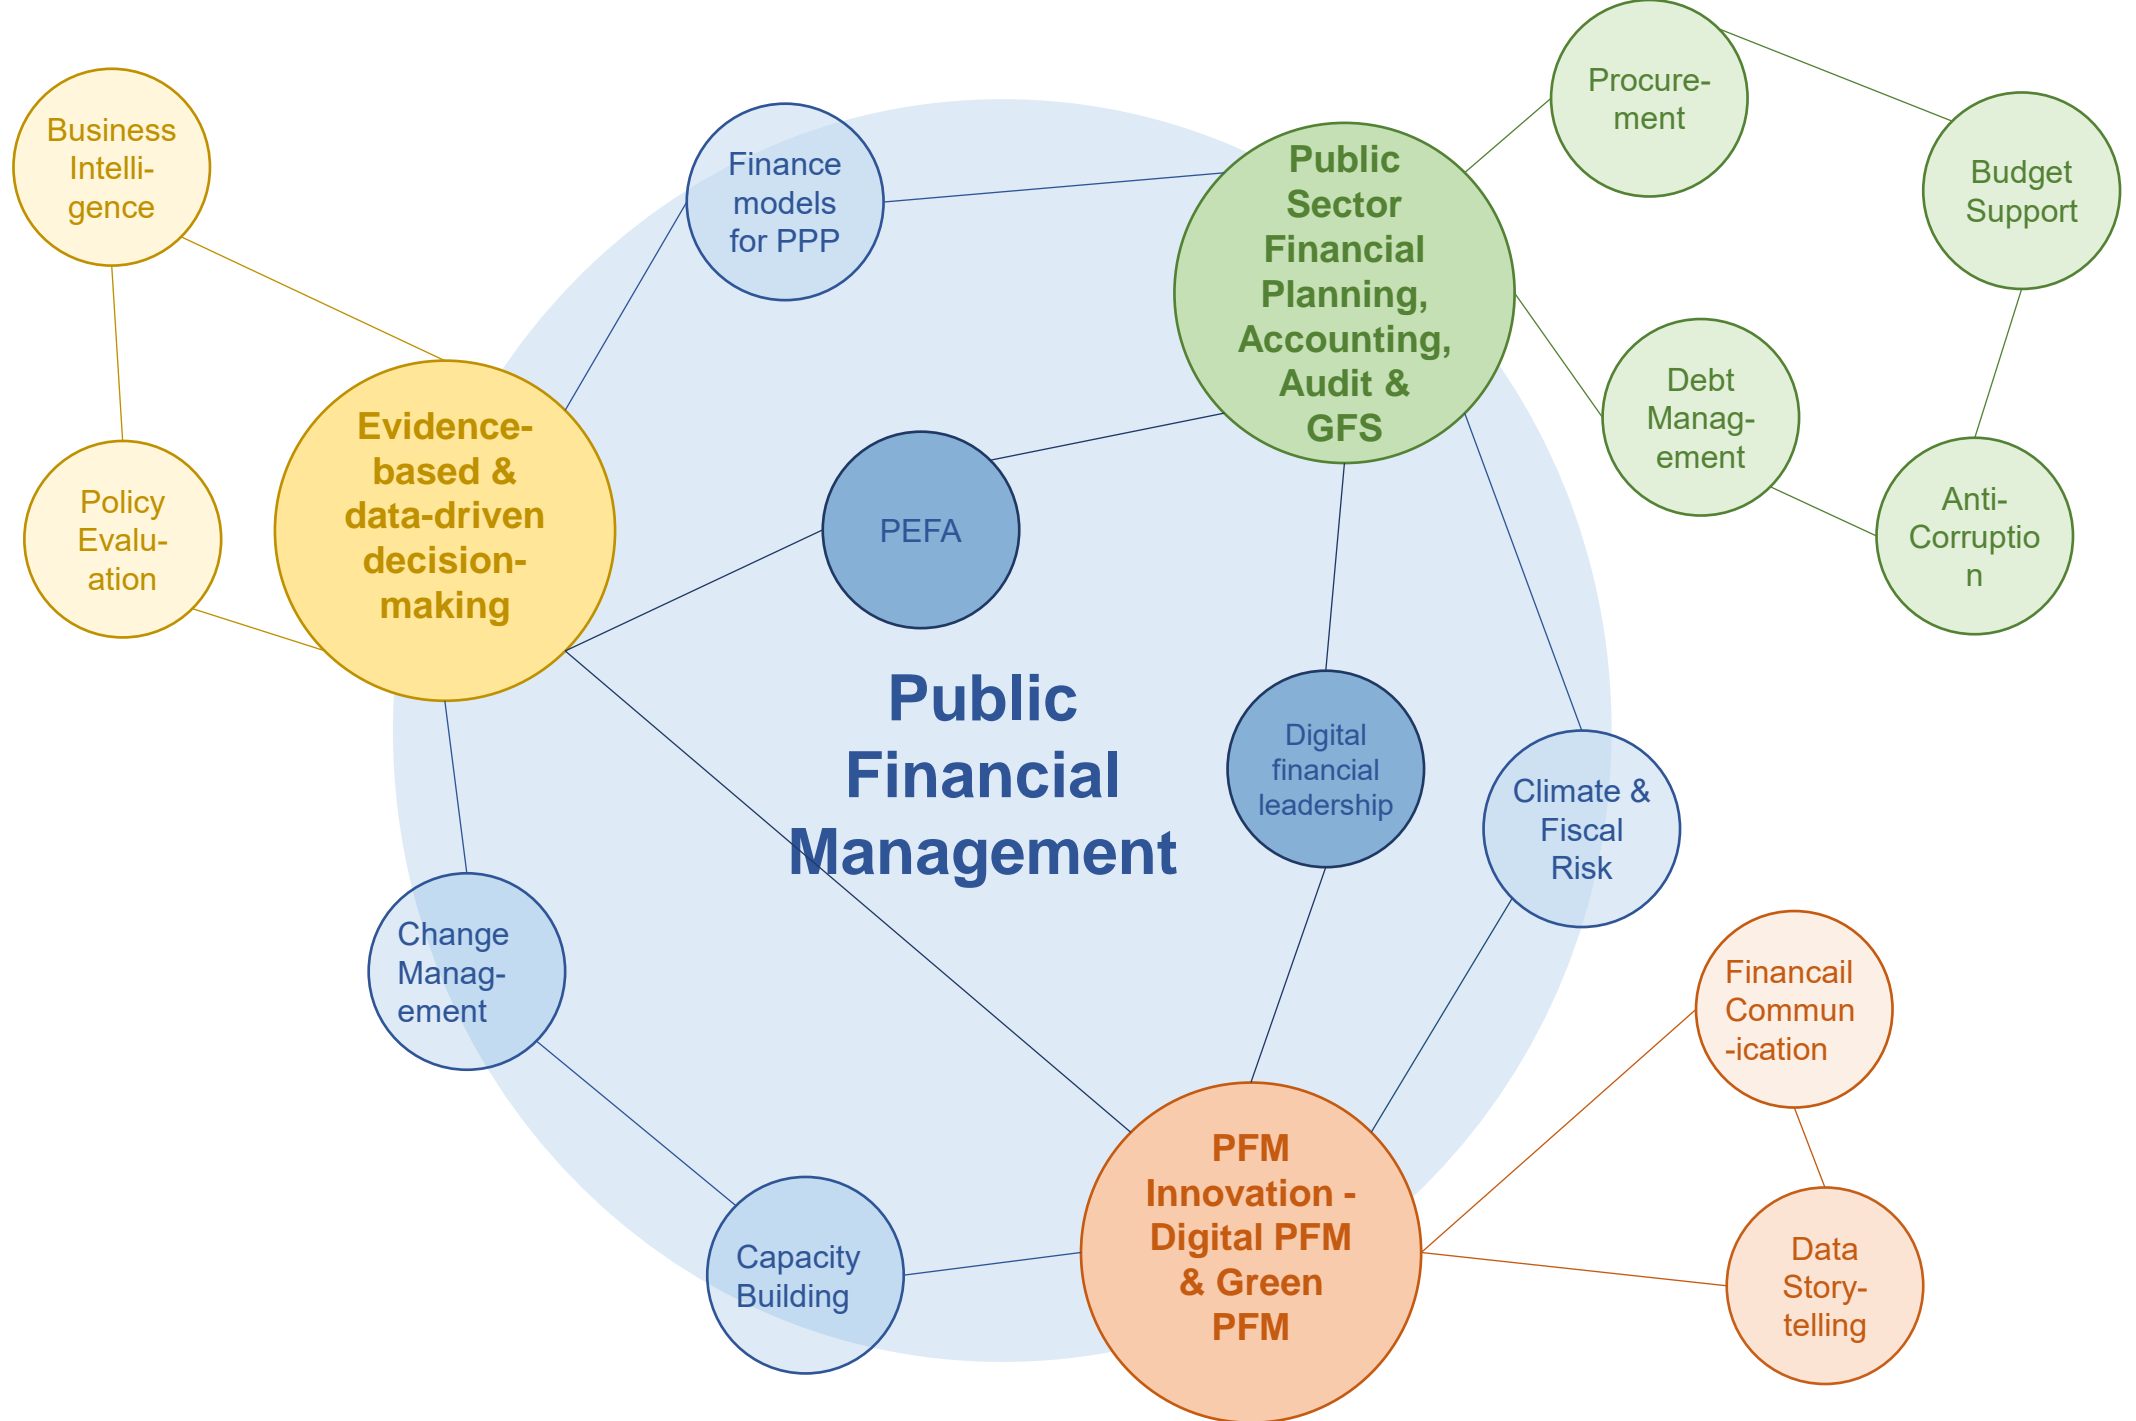 Business
Intelli-
gence
Policy
Evalu-
ation
Evidence-
based &
data-driven
decision-
making
Finance
models
for PPP
PEFA
Public
Financial
Management
Public
Sector
Financial
Planning,
Accounting,
Audit &
GFS
Procure-
ment
Budget
Support
Debt
Manag-
ement
Anti-
Corruptio
n
Digital
financial
leadership
Climate &
Fiscal
Risk
Change
Manag-
ement
Capacity
Building
PFM
Innovation -
Digital PFM
& Green
PFM
Financail
Commun
-ication
Data
Story-
telling